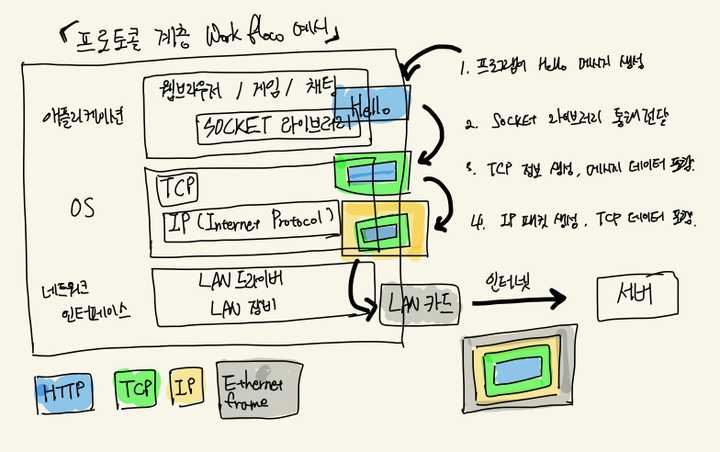 「프로토콜 계층 Work flow 예시」
애플리케이션
웹브라우저 / 게임 / 채팅
SOCKET 라이브러리
Hello
OS
TCP
IP (Internet Protocol)
네트워크
인터페이스
LAN 드라이버
LAN 장비
LAN 카드
인터넷
서버
1. 프로그램이 Hello 메시지 생성
2. Socket 라이브러리 통해 전달
3. TCP 정보 생성, 메시지 데이터 포함.
4. IP 패킷 생성, TCP 데이터 포함.
HTTP
TCP
IP
Ethernet
frame